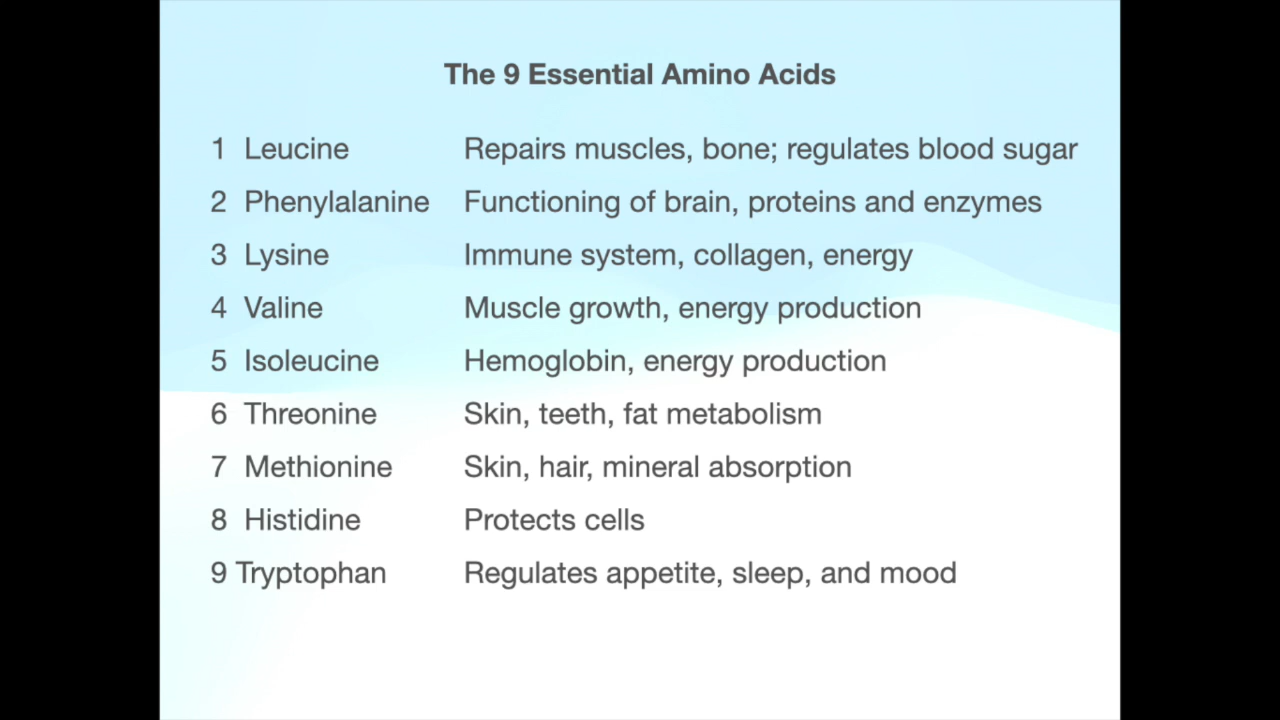 The 9 Essential Amino Acids
1 Leucine Repairs muscles, bone; regulates blood sugar
2 Phenylalanine Functioning of brain, proteins and enzymes
3 Lysine Immune system, collagen, energy
4 Valine Muscle growth, energy production
5 Isoleucine Hemoglobin, energy production
6 Threonine Skin, teeth, fat metabolism
7 Methionine Skin, hair, mineral absorption
8 Histidine Protects cells
9 Tryptophan Regulates appetite, sleep, and mood